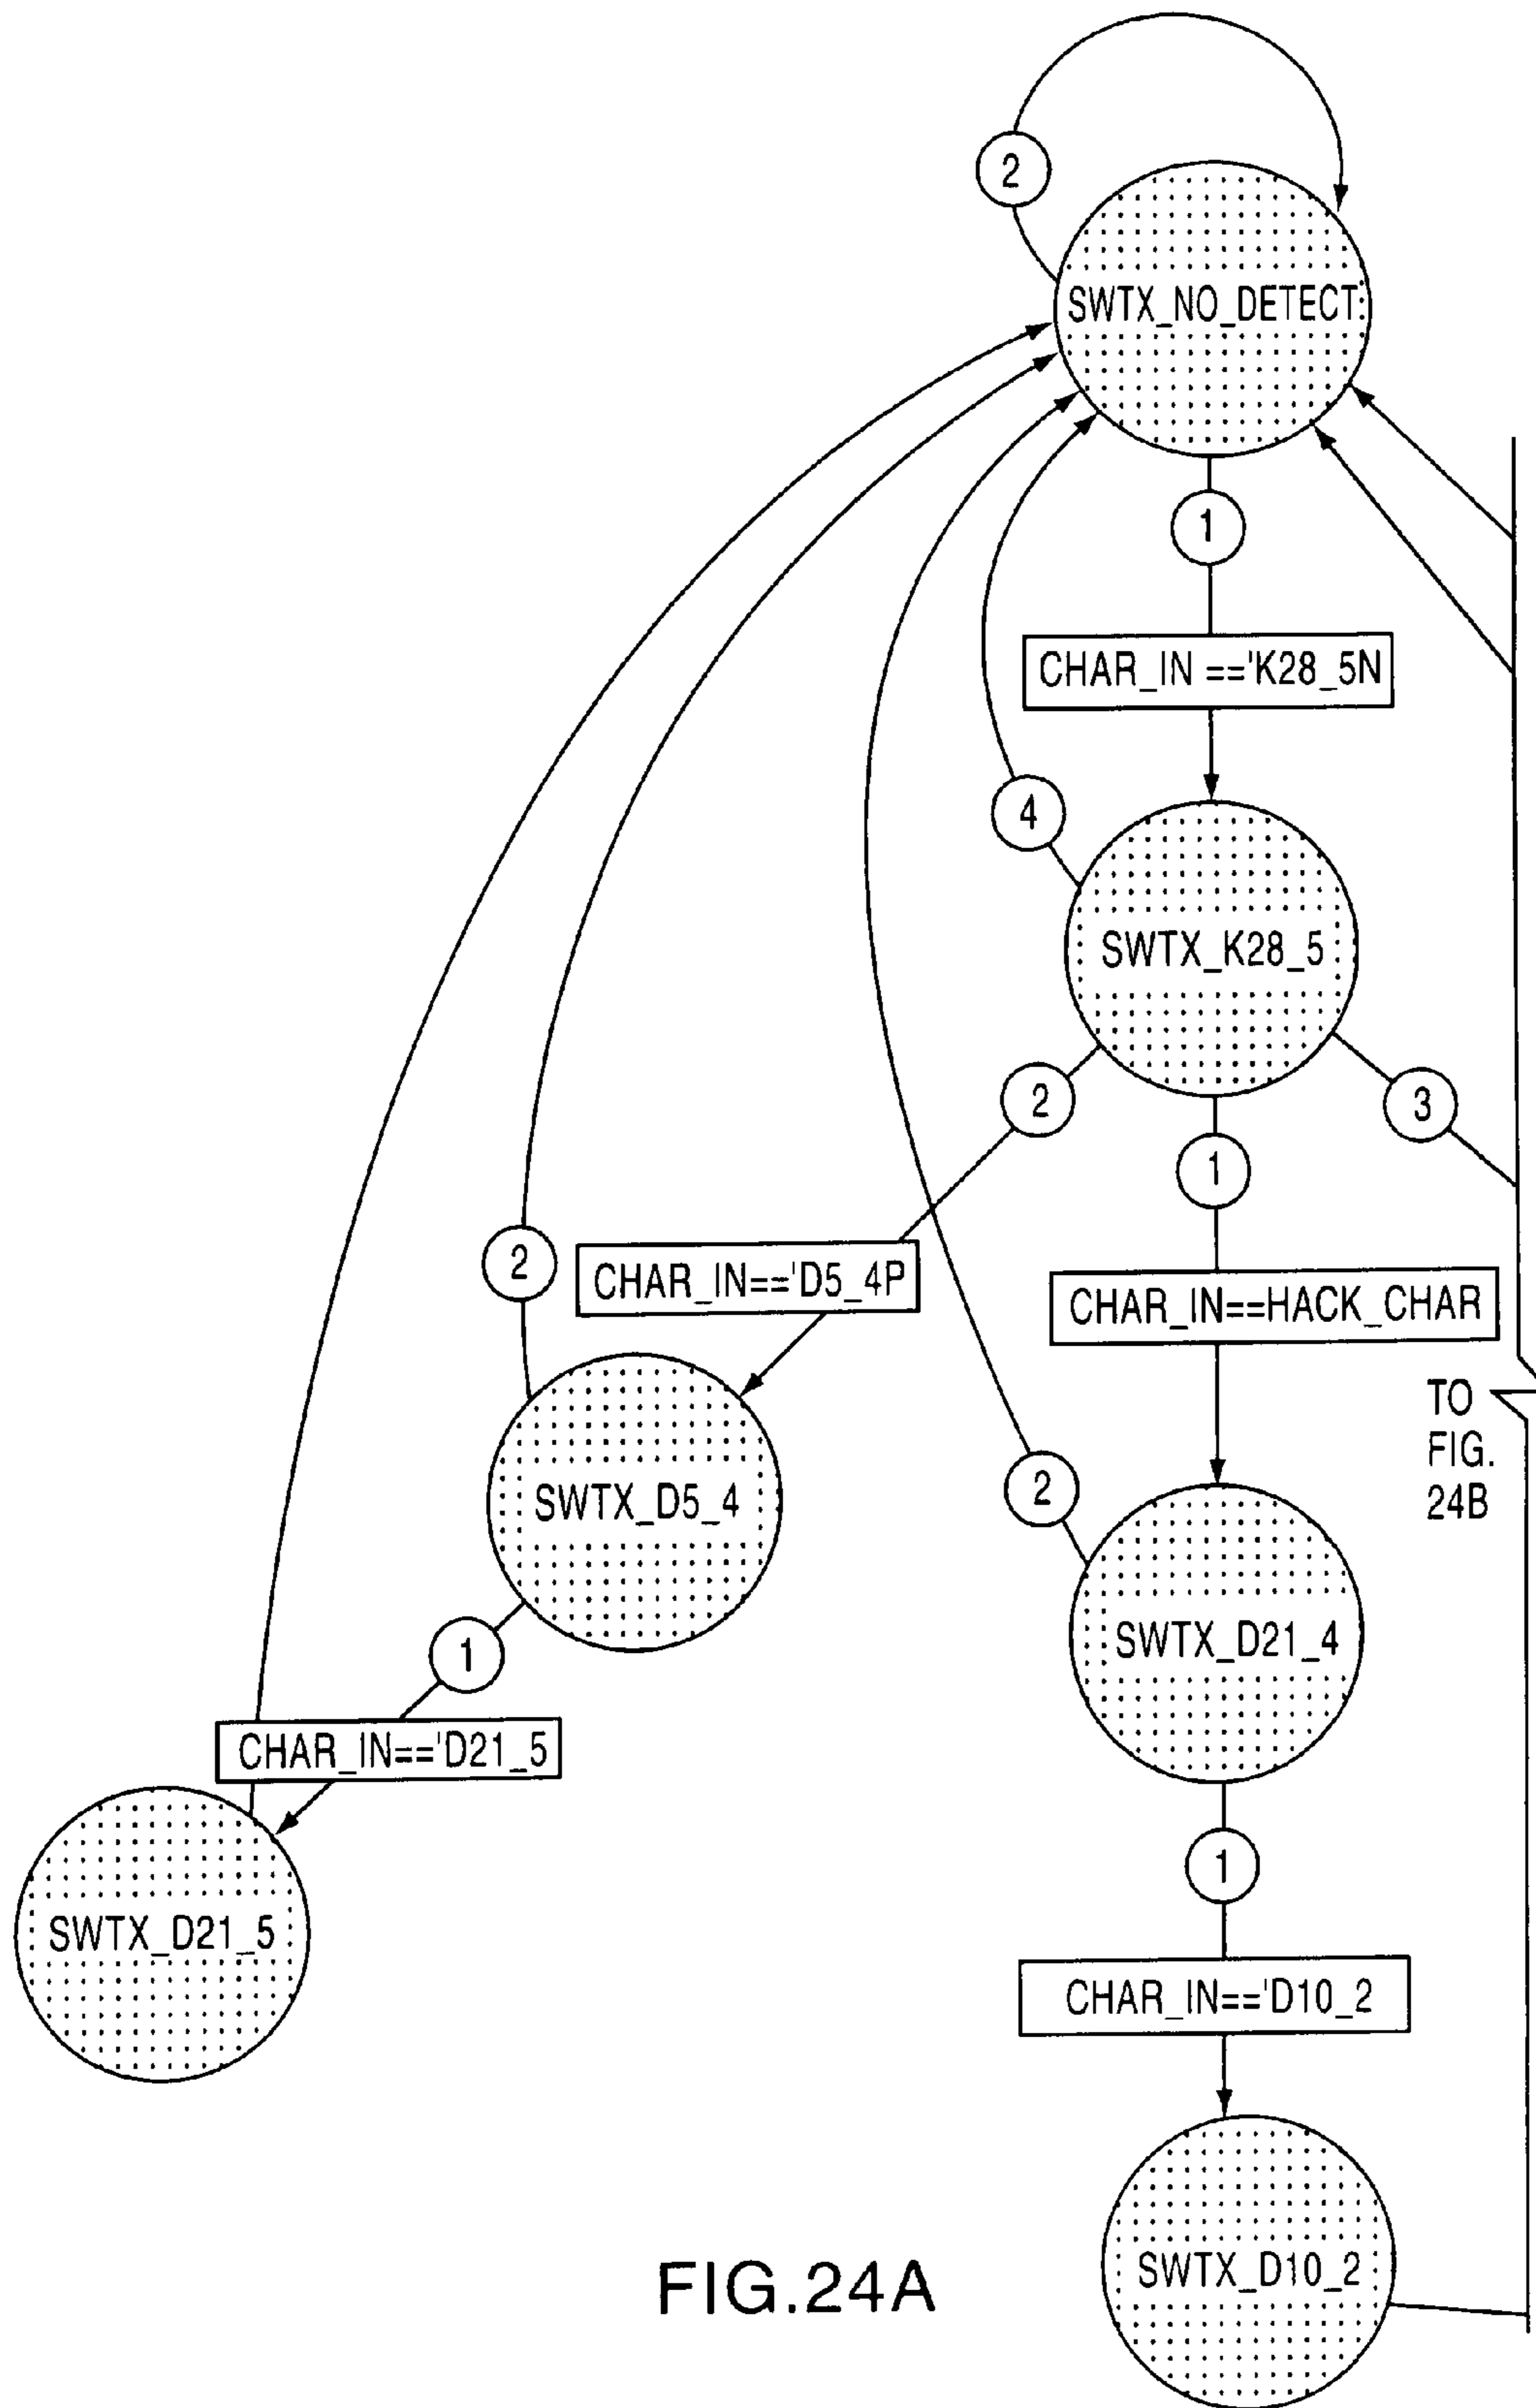 2
SWTX_NO_DETECT
1
CHAR_IN =='K28_5N
4
SWTX_K28_5
2
3
1
2
CHAR_IN=='D5_4P
CHAR_IN==HACK_CHAR
TO
FIG.
24B
2
SWTX_D5_4
SWTX_D21_4
1
CHAR_IN=='D21_5
1
SWTX_D21_5
CHAR_IN=='D10_2
SWTX_D10_2
FIG.24A